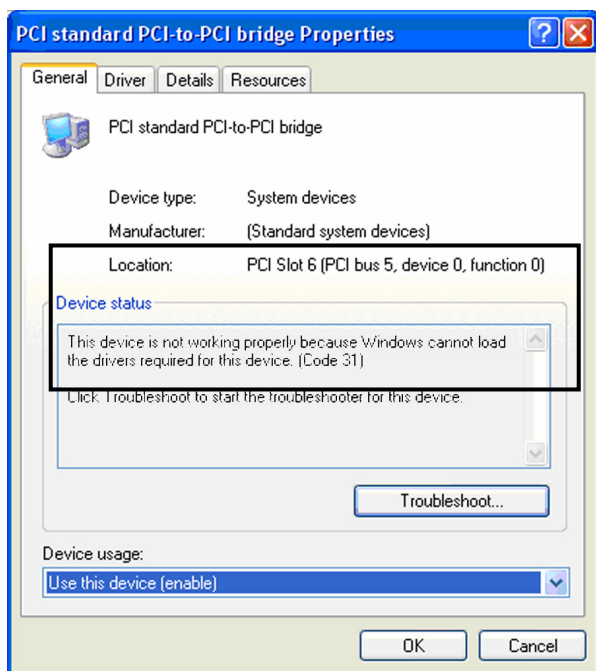 PCI standard PCI-to-PCI bridge Properties
General Driver Details Resources
PCI standard PCI-to-PCI bridge
Device type: System devices
Manufacturer: (Standard system devices)
Location: PCI Slot 6 (PCI bus 5, device 0, function 0)
Device status
This device is not working properly because Windows cannot load
the drivers required for this device. (Code 31)
Click Troubleshoot to start the troubleshooter for this device.
Troubleshoot...
Device usage:
Use this device (enable)
OK Cancel